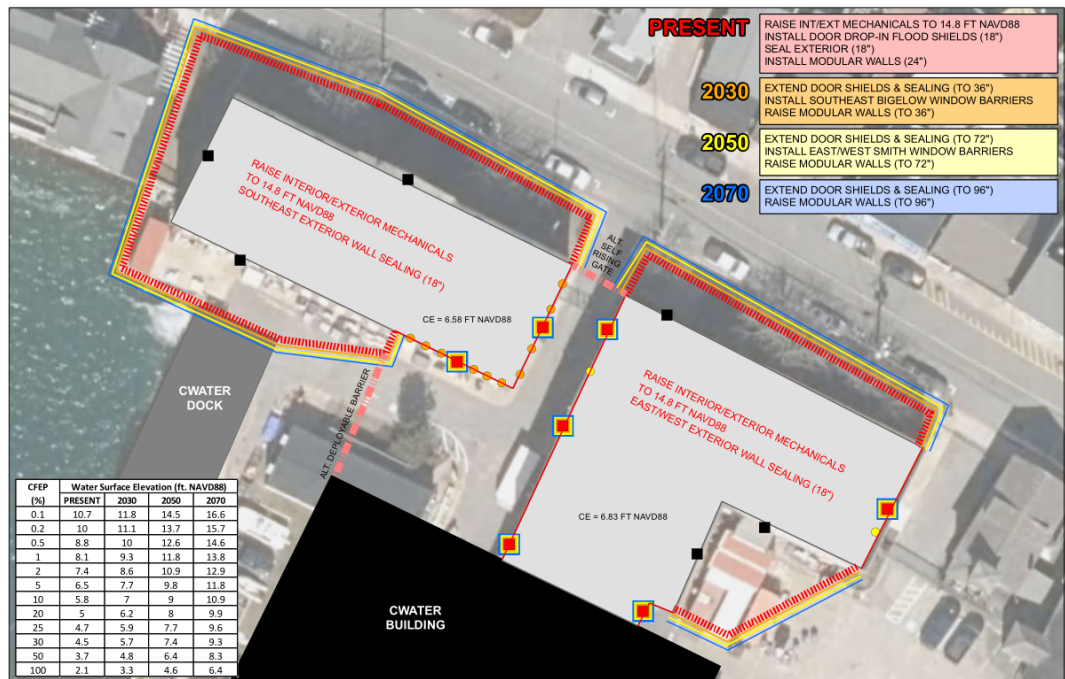 PRESENT
RAISE INT/EXT MECHANICALS TO 14.8 FT NAVD88
INSTALL DOOR DROP-IN FLOOD SHIELDS (18")
SEAL EXTERIOR (18")
INSTALL MODULAR WALLS (24")
2030
EXTEND DOOR SHIELDS & SEALING (TO 36")
INSTALL SOUTHEAST BIGELOW WINDOW BARRIERS
RAISE MODULAR WALLS (TO 36")
2050
EXTEND DOOR SHIELDS & SEALING (TO 72")
INSTALL EAST/WEST SMITH WINDOW BARRIERS
RAISE MODULAR WALLS (TO 72")
2070
EXTEND DOOR SHIELDS & SEALING (TO 96")
RAISE MODULAR WALLS (TO 96")
RAISE INTERIOR/EXTERIOR MECHANICALS
TO 14.8 FT NAVD88
SOUTHEAST EXTERIOR WALL SEALING (18")
CE = 6.58 FT NAVD88
ALT.
SELF
RISING
GATE
RAISE INTERIOR/EXTERIOR MECHANICALS
TO 14.8 FT NAVD88
EAST/WEST EXTERIOR WALL SEALING (18")
CE = 6.83 FT NAVD88
CWATER
DOCK
ALT. DEPLOYABLE BARRIER
CWATER
BUILDING
CFEP Water Surface Elevation (ft. NAVD88)
(%) PRESENT 2030 2050 2070
0.1 10.7 11.8 14.5 16.6
0.2 10 11.1 13.7 15.7
0.5 8.8 10 12.6 14.6
1 8.1 9.3 11.8 13.8
2 7.4 8.6 10.9 12.9
5 6.5 7.7 9.8 11.8
10 5.8 7 9 10.9
20 5 6.2 8 9.9
25 4.7 5.9 7.7 9.6
30 4.5 5.7 7.4 9.3
50 3.7 4.8 6.4 8.3
100 2.1 3.3 4.6 6.4